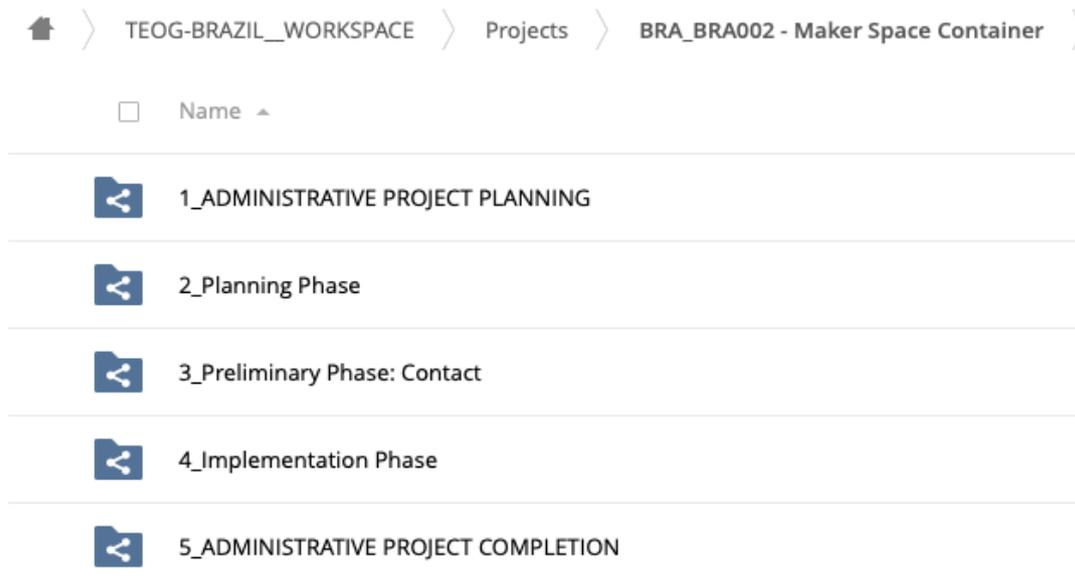 TEOG-BRAZIL__WORKSPACE Projects BRA_BRA002 - Maker Space Container
Name
1_ADMINISTRATIVE PROJECT PLANNING
2_Planning Phase
3_Preliminary Phase: Contact
4_Implementation Phase
5_ADMINISTRATIVE PROJECT COMPLETION